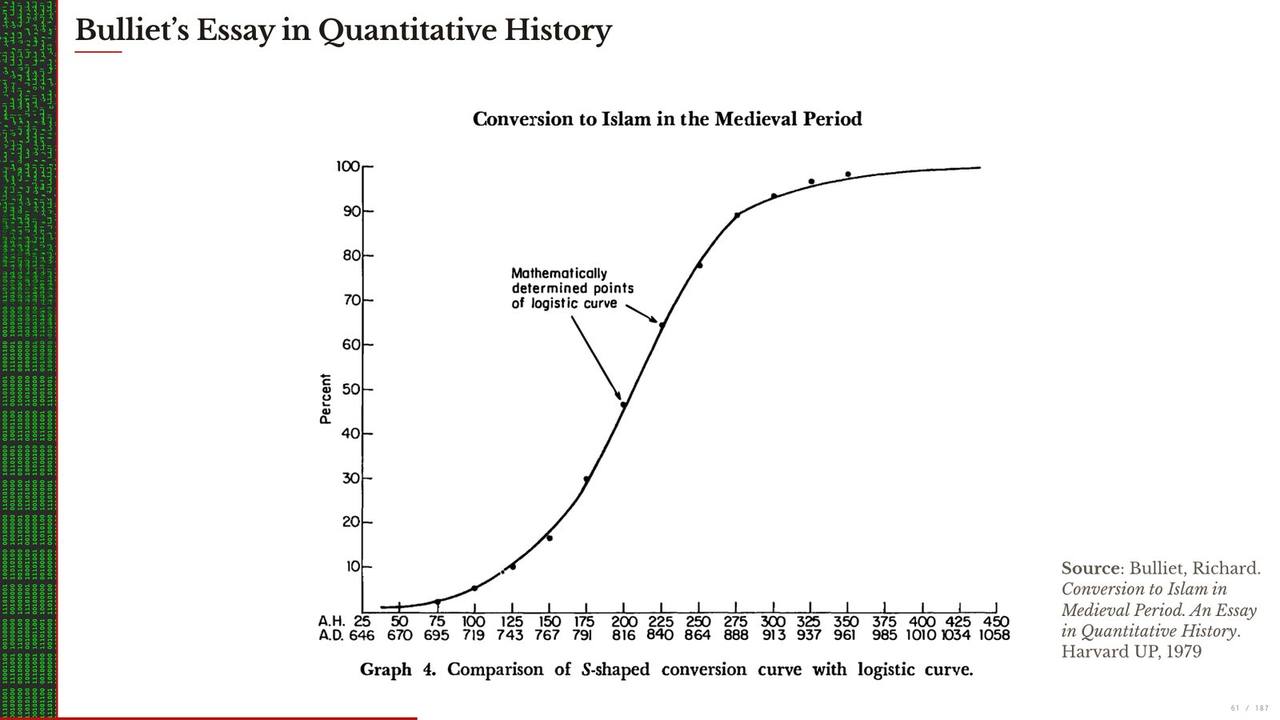 Bulliet’s Essay in Quantitative History
Conversion to Islam in the Medieval Period
100
90
80
70
60
50
40
30
20
10
Percent
Mathematically
determined points
of logistic curve
A.H. 25 50 75 100 125 150 175 200 225 250 275 300 325 350 375 400 425 450
A.D. 646 670 695 719 743 767 791 816 840 864 888 913 937 961 985 1010 1034 1058
Graph 4. Comparison of S-shaped conversion curve with logistic curve.
Source: Bulliet, Richard.
Conversion to Islam in
Medieval Period. An Essay
in Quantitative History.
Harvard UP, 1979
61 / 187